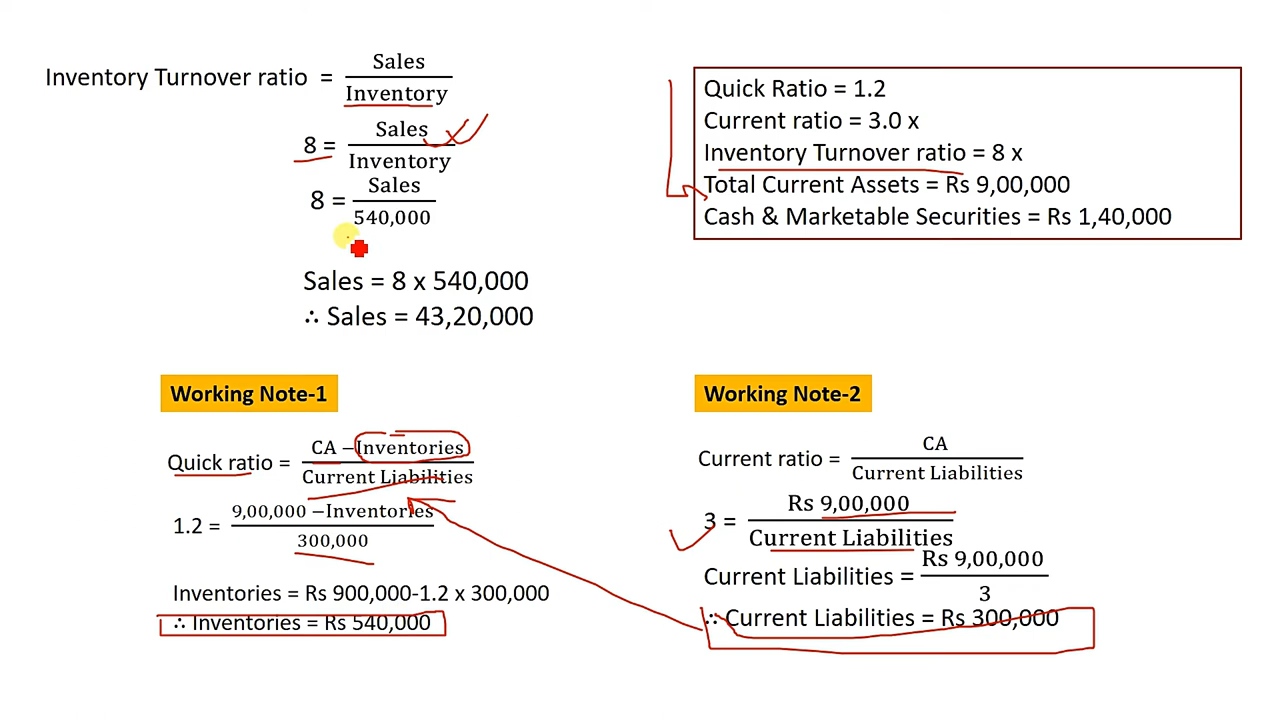 Inventory Turnover ratio = Sales / Inventory
8 = Sales / Inventory
8 = Sales / 540,000
Sales = 8 x 540,000
∴ Sales = 43,20,000
Quick Ratio = 1.2
Current ratio = 3.0 x
Inventory Turnover ratio = 8 x
Total Current Assets = Rs 9,00,000
Cash & Marketable Securities = Rs 1,40,000
Working Note-1
Quick ratio = CA – Inventories / Current Liabilities
1.2 = 9,00,000 – Inventories / 300,000
Inventories = Rs 900,000-1.2 x 300,000
∴ Inventories = Rs 540,000
Working Note-2
Current ratio = CA / Current Liabilities
3 = Rs 9,00,000 / Current Liabilities
Current Liabilities = Rs 9,00,000 / 3
∴ Current Liabilities = Rs 300,000